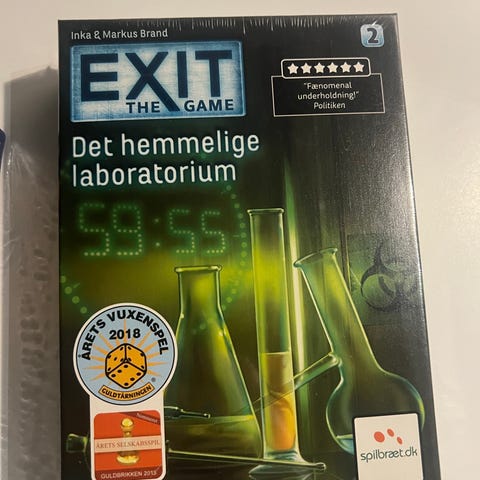 Inka & Markus Brand
2
EXIT
THE GAME
"Fænomenal
underholdning!"
Politiken
Det hemmelige
laboratorium
59:55
ÅRETS VUXENSPEL
2018
GULDTÄRNINGEN
ÅRETS SELSKABSSPIL
GULDBRIKKEN 2013
spilbræt.dk